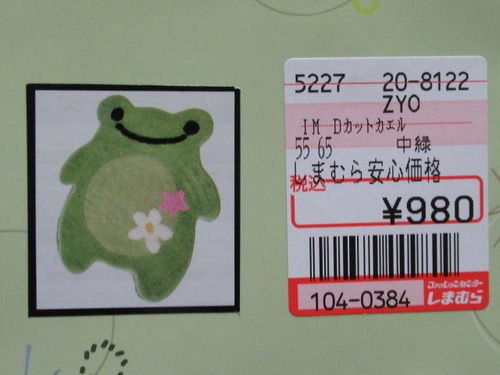 5227 20-8122
ZYO
IM Dカットカエル
55 65 中緑
しまむら安心価格
税込
¥980
104-0384
ファッションセンター
しまむら